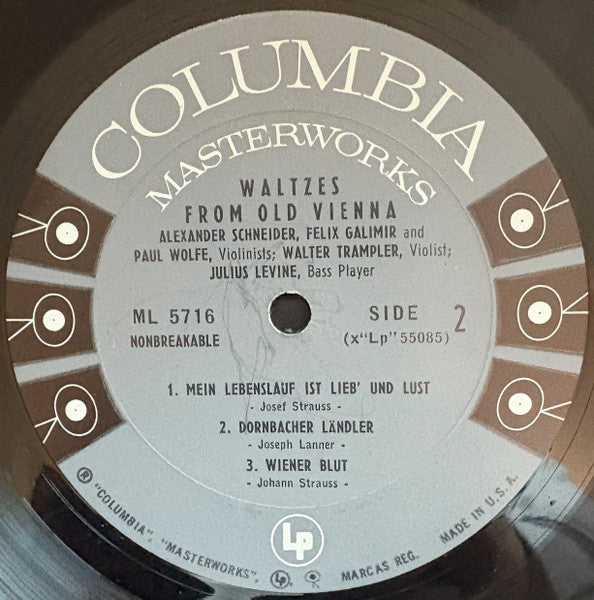 COLUMBIA
MASTERWORKS
WALTZES
FROM OLD VIENNA
ALEXANDER SCHNEIDER, FELIX GALIMIR and
PAUL WOLFE, Violinists; WALTER TRAMPLER, Violist;
JULIUS LEVINE, Bass Player
ML 5716
NONBREAKABLE
SIDE 2
(x"Lp"55085)
1. MEIN LEBENSLAUF IST LIEB' UND LUST
- Josef Strauss -
2. DORNBACHER LÄNDLER
- Joseph Lanner -
3. WIENER BLUT
- Johann Strauss -
Lp
® "COLUMBIA", "MASTERWORKS", Lp, MARCAS REG. MADE IN U. S. A.